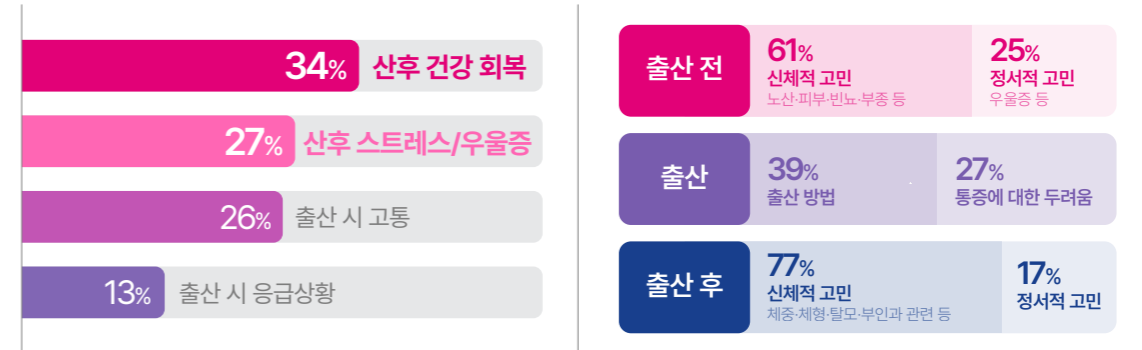 34% 산후 건강 회복
27% 산후 스트레스/우울증
26% 출산 시 고통
13% 출산 시 응급상황
출산 전
61%
신체적 고민
노산·피부·빈뇨·부종 등
25%
정서적 고민
우울증 등
출산
39%
출산 방법
27%
통증에 대한 두려움
출산 후
77%
신체적 고민
체중·체형·탈모·부인과 관련 등
17%
정서적 고민